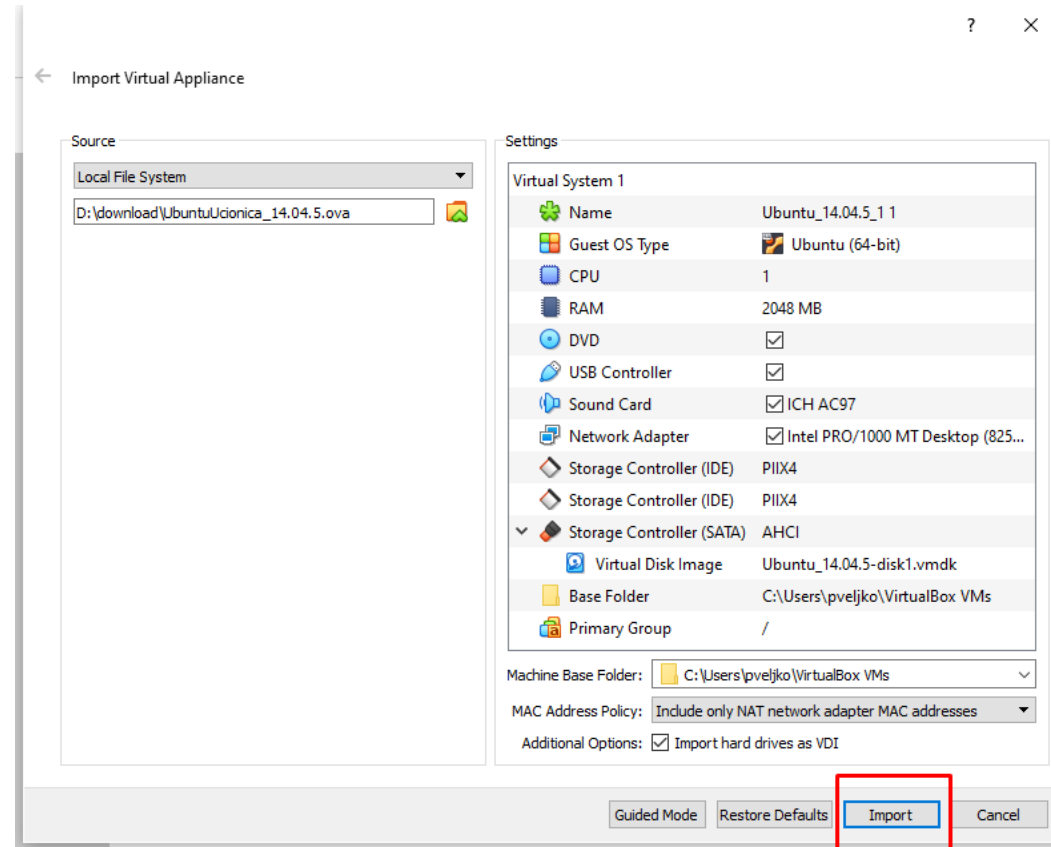 ?
Import Virtual Appliance
Source
Local File System
D:\download\UbuntuUcionica_14.04.5.ova
Settings
Virtual System 1
Name Ubuntu_14.04.5_1 1
Guest OS Type Ubuntu (64-bit)
CPU 1
RAM 2048 MB
DVD
USB Controller
Sound Card ICH AC97
Network Adapter Intel PRO/1000 MT Desktop (825...
Storage Controller (IDE) PIIX4
Storage Controller (IDE) PIIX4
Storage Controller (SATA) AHCI
Virtual Disk Image Ubuntu_14.04.5-disk1.vmdk
Base Folder C:\Users\pveljko\VirtualBox VMs
Primary Group /
Machine Base Folder: C:\Users\pveljko\VirtualBox VMs
MAC Address Policy: Include only NAT network adapter MAC addresses
Additional Options: Import hard drives as VDI
Guided Mode Restore Defaults Import Cancel